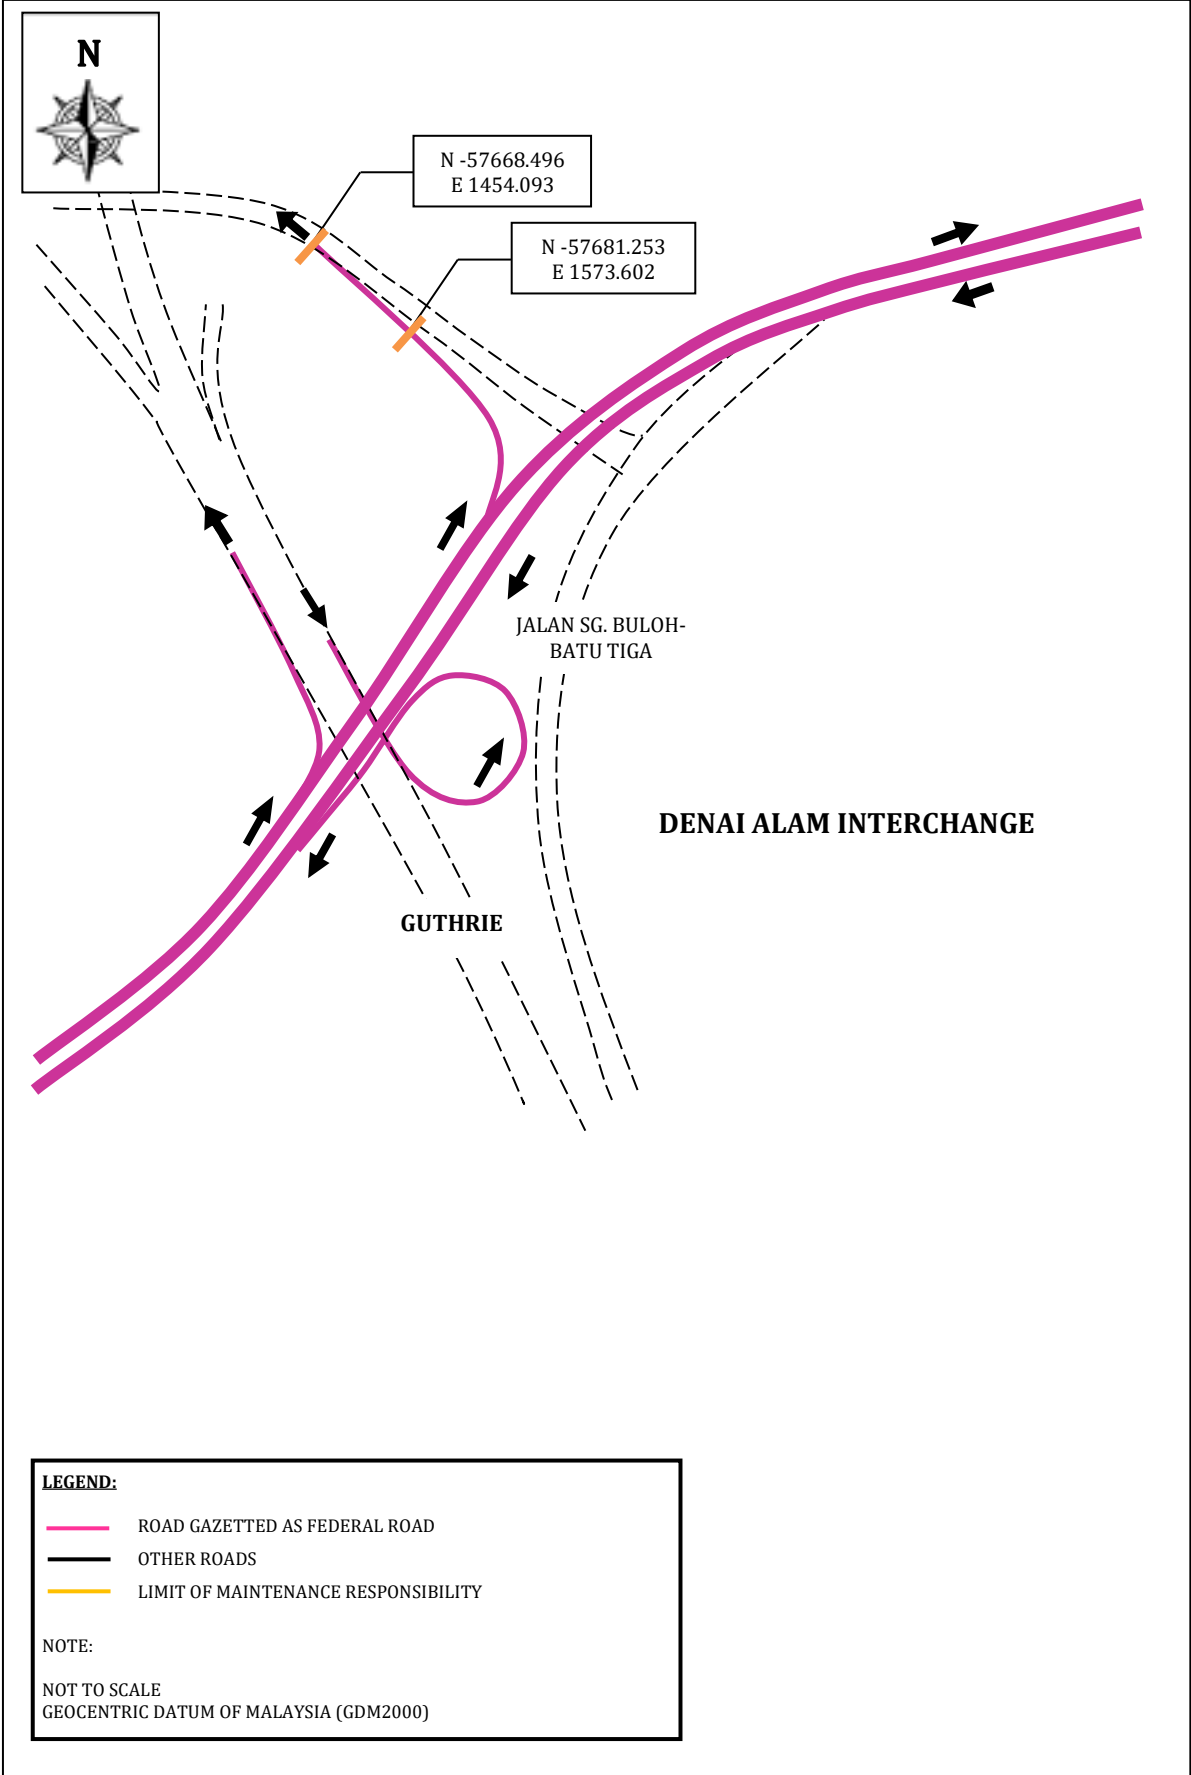 N
N -57668.496
E 1454.093
N -57681.253
E 1573.602
JALAN SG. BULOH-
BATU TIGA
DENAI ALAM INTERCHANGE
GUTHRIE
LEGEND:
ROAD GAZETTED AS FEDERAL ROAD
OTHER ROADS
LIMIT OF MAINTENANCE RESPONSIBILITY
NOTE:
NOT TO SCALE
GEOCENTRIC DATUM OF MALAYSIA (GDM2000)